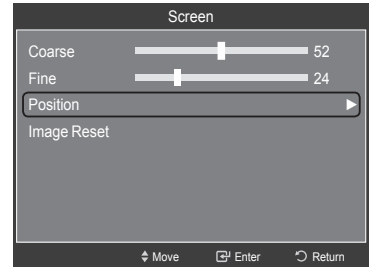 Screen
Coarse 52
Fine 24
Position
Image Reset
Move Enter Return